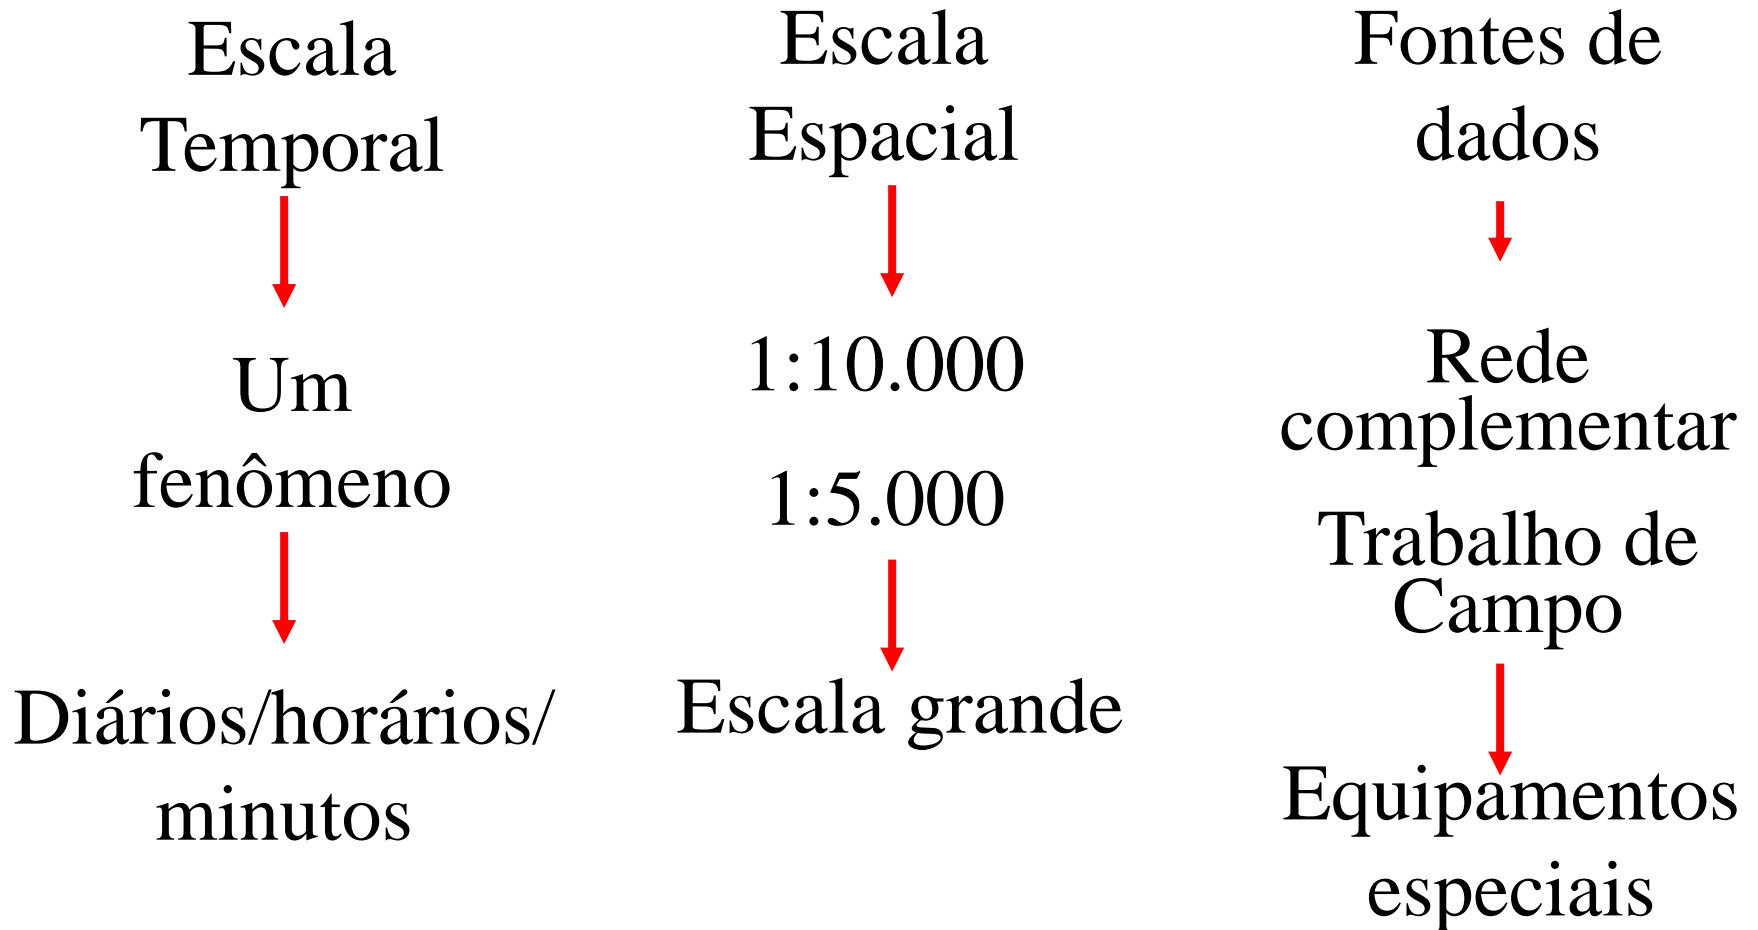 Escala
Temporal
Um
fenômeno
Diários/horários/
minutos
Escala
Espacial
1:10.000
1:5.000
Escala grande
Fontes de
dados
Rede
complementar
Trabalho de
Campo
Equipamentos
especiais